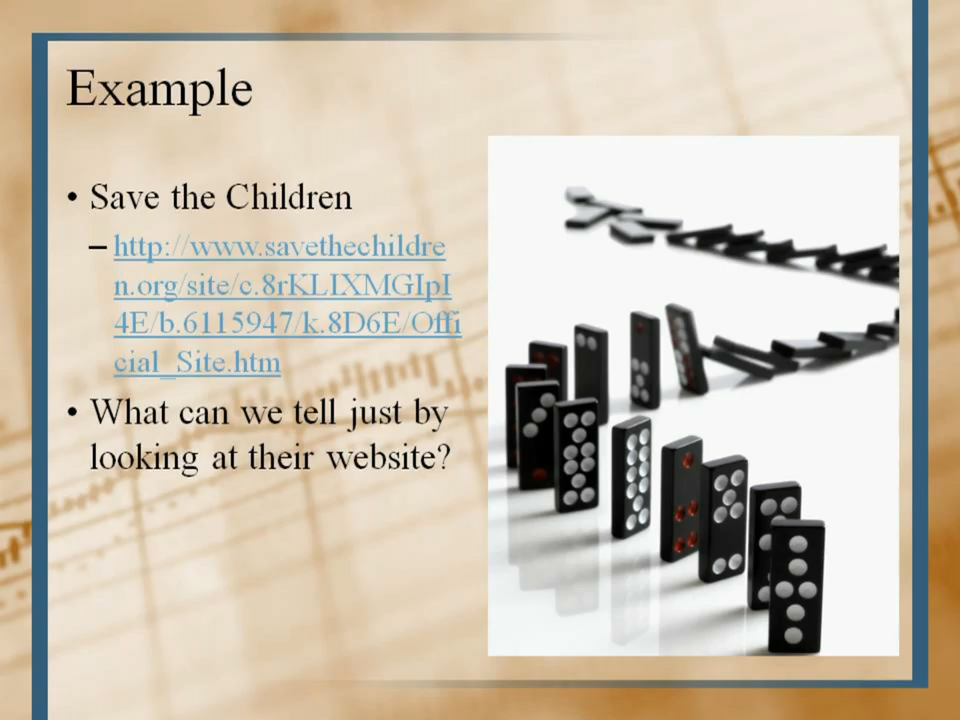 Example
• Save the Children
– http://www.savethechildre
n.org/site/c.8rKLIXMGIpI
4E/b.6115947/k.8D6E/Offi
cial_Site.htm
• What can we tell just by
looking at their website?